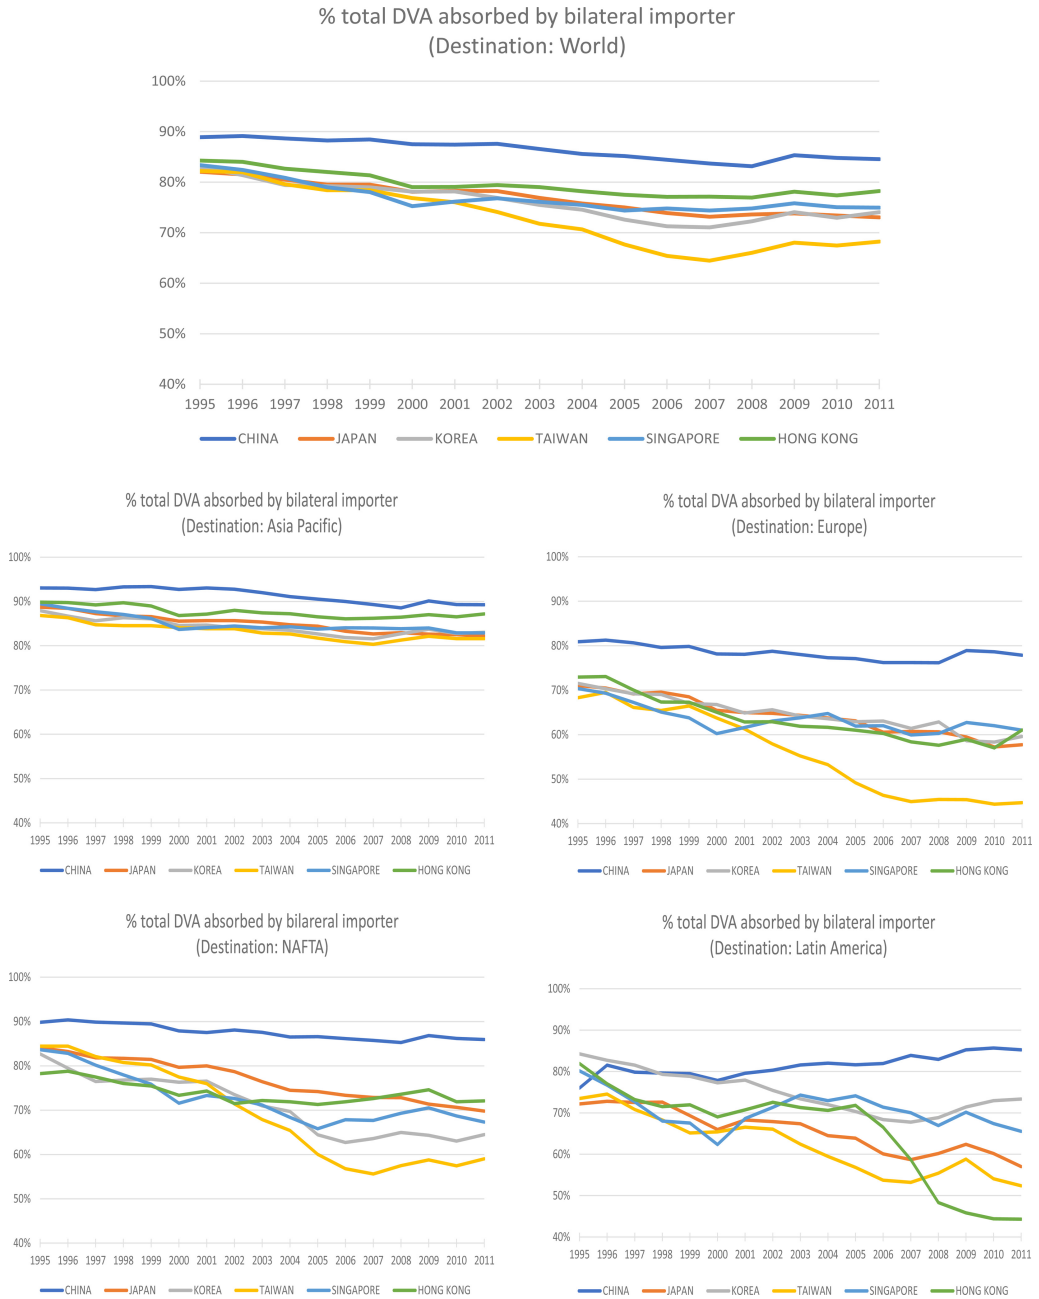 % total DVA absorbed by bilateral importer
(Destination: World)
100%
90%
80%
70%
60%
50%
40%
1995 1996 1997 1998 1999 2000 2001 2002 2003 2004 2005 2006 2007 2008 2009 2010 2011
CHINA JAPAN KOREA TAIWAN SINGAPORE HONG KONG
% total DVA absorbed by bilateral importer
(Destination: Asia Pacific)
100%
90%
80%
70%
60%
50%
40%
1995 1996 1997 1998 1999 2000 2001 2002 2003 2004 2005 2006 2007 2008 2009 2010 2011
CHINA JAPAN KOREA TAIWAN SINGAPORE HONG KONG
% total DVA absorbed by bilateral importer
(Destination: Europe)
100%
90%
80%
70%
60%
50%
40%
1995 1996 1997 1998 1999 2000 2001 2002 2003 2004 2005 2006 2007 2008 2009 2010 2011
CHINA JAPAN KOREA TAIWAN SINGAPORE HONG KONG
% total DVA absorbed by bilareral importer
(Destination: NAFTA)
100%
90%
80%
70%
60%
50%
40%
1995 1996 1997 1998 1999 2000 2001 2002 2003 2004 2005 2006 2007 2008 2009 2010 2011
CHINA JAPAN KOREA TAIWAN SINGAPORE HONG KONG
% total DVA absorbed by bilateral importer
(Destination: Latin America)
100%
90%
80%
70%
60%
50%
40%
1995 1996 1997 1998 1999 2000 2001 2002 2003 2004 2005 2006 2007 2008 2009 2010 2011
CHINA JAPAN KOREA TAIWAN SINGAPORE HONG KONG